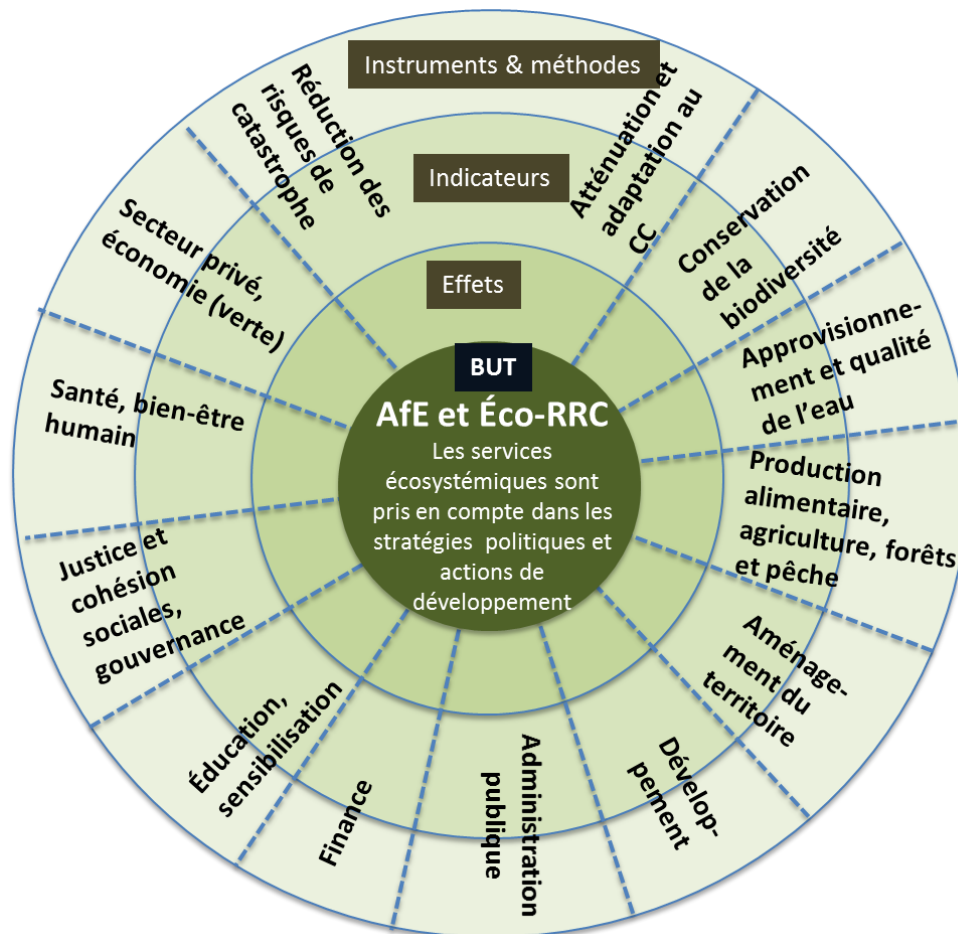 Instruments & méthodes
Indicateurs
Effets
BUT
AfE et Éco-RRC
Les services
écosystémiques sont
pris en compte dans les
stratégies politiques et
actions de
développement
Réduction des
risques de
catastrophe
Atténuation et
adaptation au
CC
Conservation
de la
biodiversité
Approvisionne-
ment et qualité
de l’eau
Production
alimentaire,
agriculture, forêts
et pêche
Aménage-
ment du
territoire
Dévelop-
pement
Administration
publique
Finance
Éducation,
sensibilisation
Justice et
cohésion
sociales,
gouvernance
Santé, bien-être
humain
Secteur privé,
économie (verte)